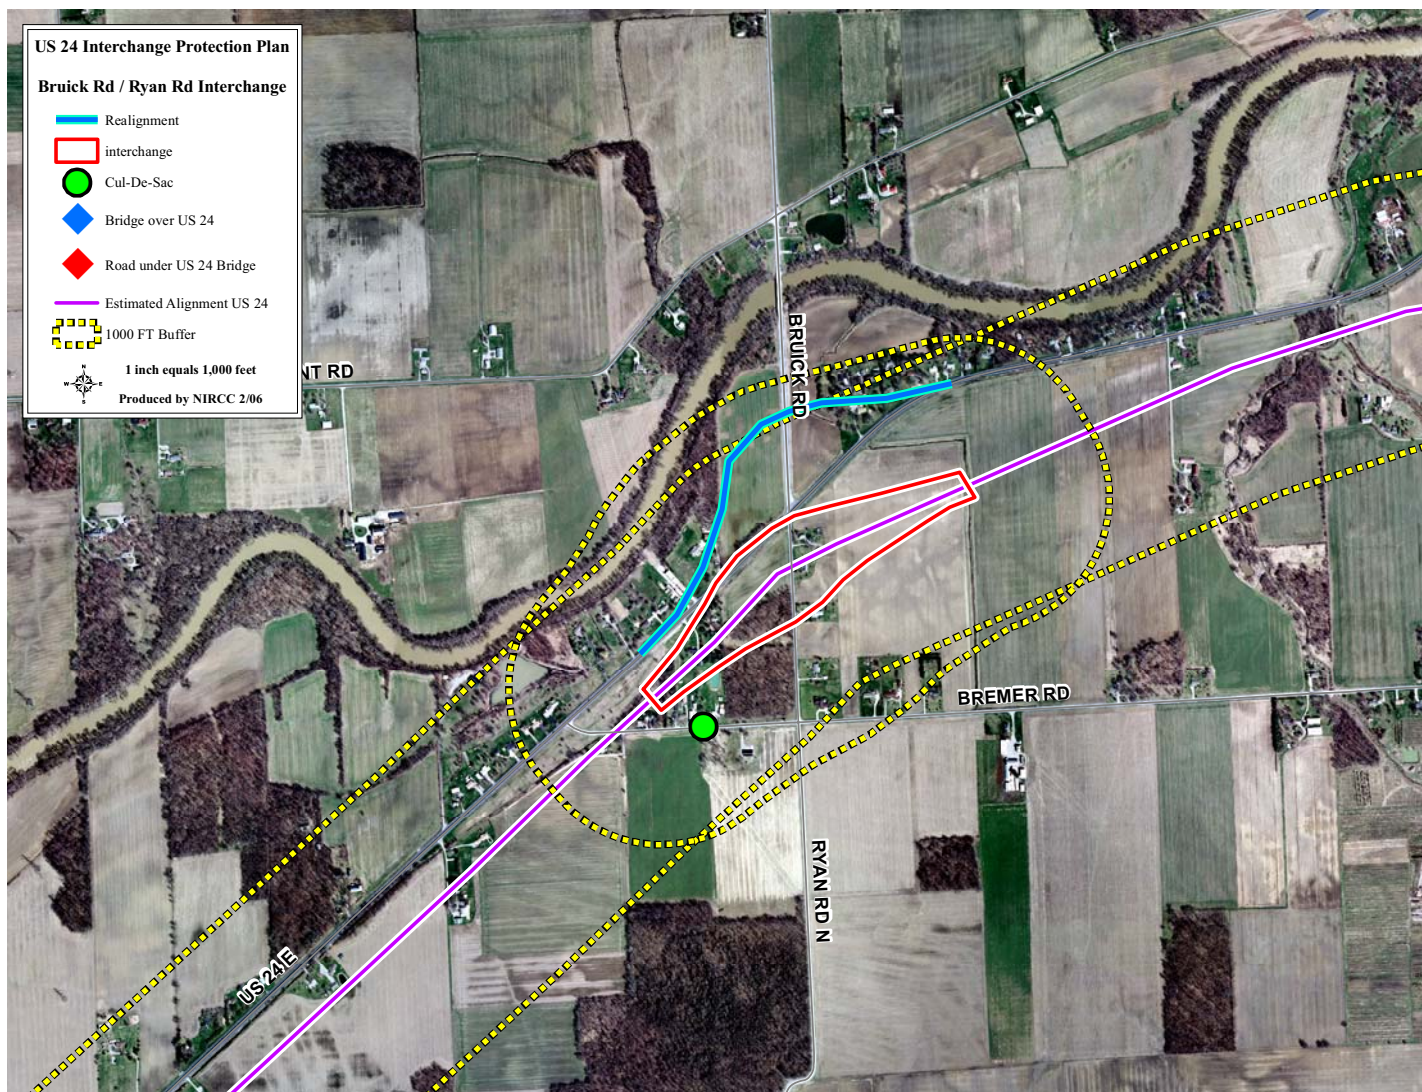 US 24 Interchange Protection Plan
Bruick Rd / Ryan Rd Interchange
Realignment
interchange
Cul-De-Sac
Bridge over US 24
Road under US 24 Bridge
Estimated Alignment US 24
1000 FT Buffer
N
W E
S
1 inch equals 1,000 feet
Produced by NIRCC 2/06
NT RD
BRUICK RD
BREMER RD
RYAN RD N
US 24 E